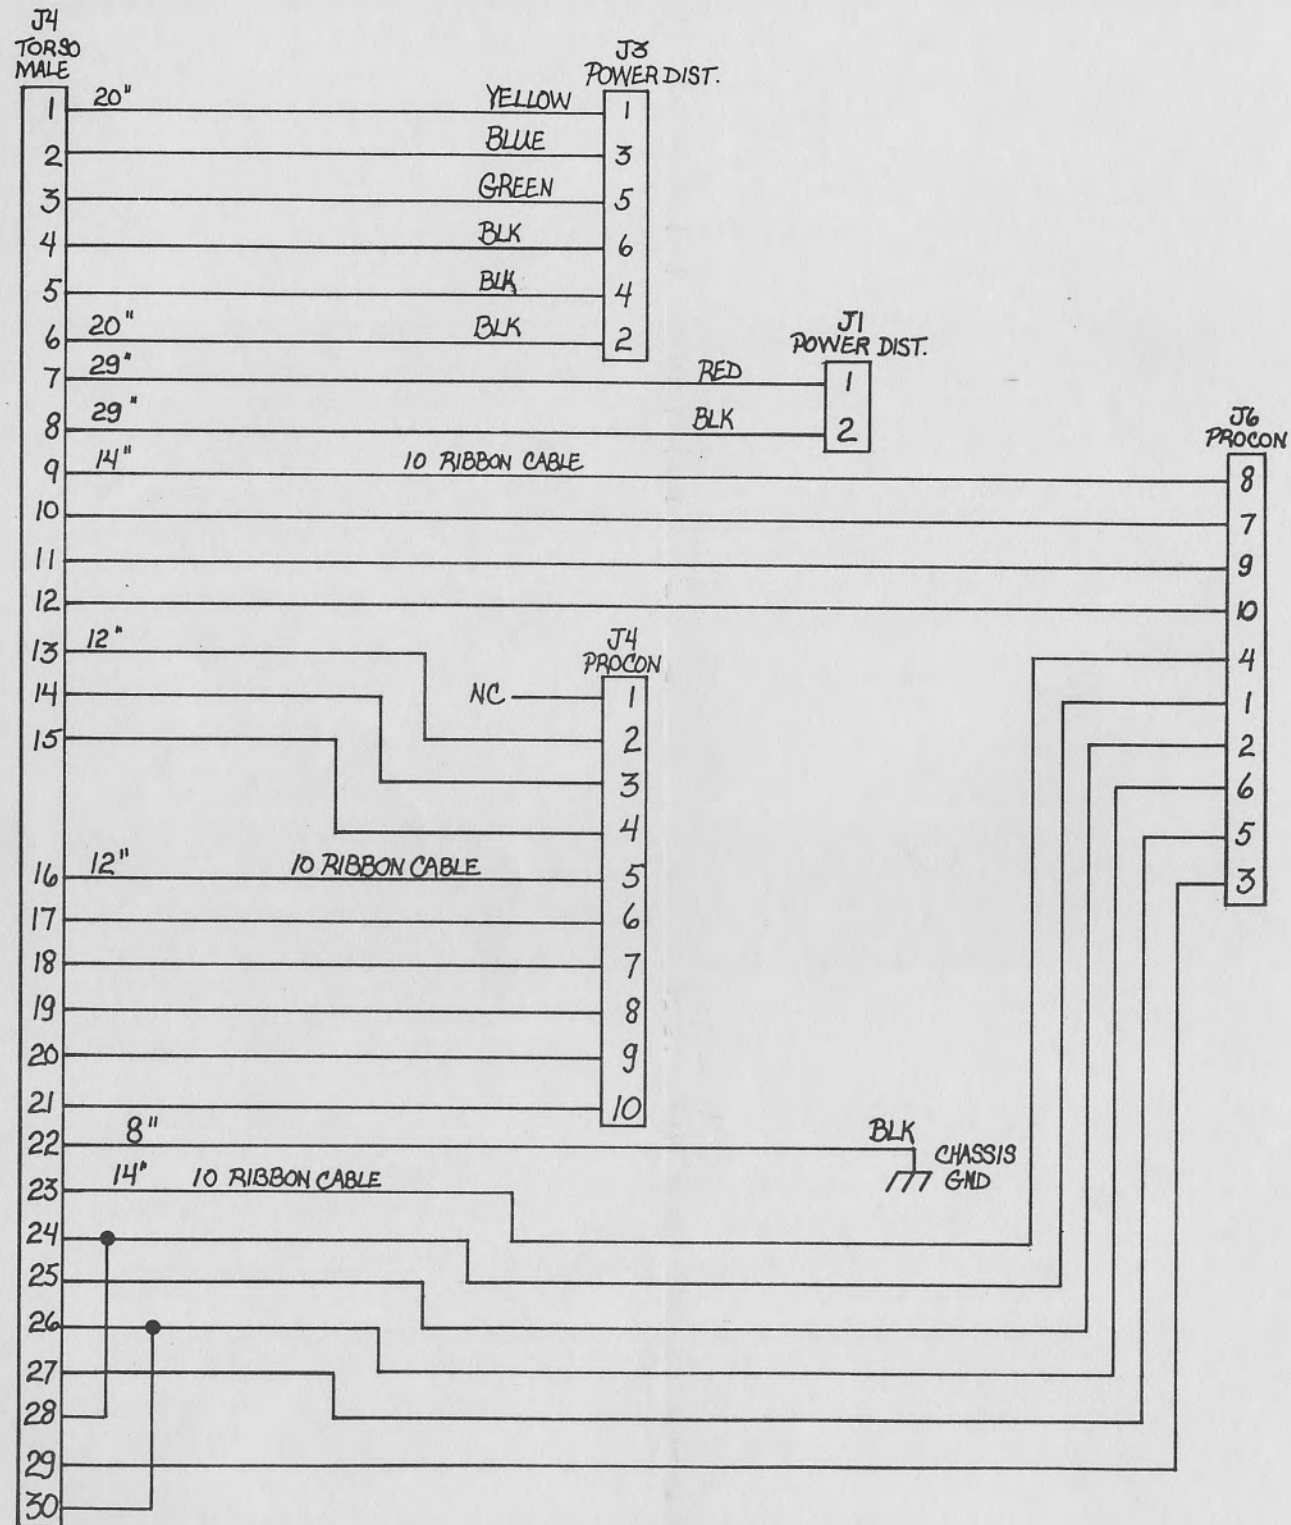 J4
TORSO
MALE
J3
POWER DIST.
1 20" YELLOW 1
2 BLUE 3
3 GREEN 5
4 BLK 6
5 BLK 4
6 20" BLK 2
J1
POWER DIST.
7 29" RED 1
8 29" BLK 2
J6
PROCON
9 14" 10 RIBBON CABLE 8
10 7
11 9
12 10
4
1
2
6
5
3
J4
PROCON
13 12"
14 NC 1
15 2
3
4
16 12" 10 RIBBON CABLE 5
17 6
18 7
19 8
20 9
21 10
22 8" BLK
CHASSIS
GND
23 14" 10 RIBBON CABLE
24
25
26
27
28
29
30